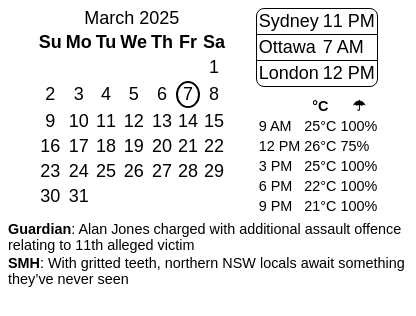 March 2025
Su Mo Tu We Th Fr Sa
1
2 3 4 5 6 7 8
9 10 11 12 13 14 15
16 17 18 19 20 21 22
23 24 25 26 27 28 29
30 31
Sydney 11 PM
Ottawa 7 AM
London 12 PM
°C ☂
9 AM 25°C 100%
12 PM 26°C 75%
3 PM 25°C 100%
6 PM 22°C 100%
9 PM 21°C 100%
Guardian: Alan Jones charged with additional assault offence
relating to 11th alleged victim
SMH: With gritted teeth, northern NSW locals await something
they’ve never seen